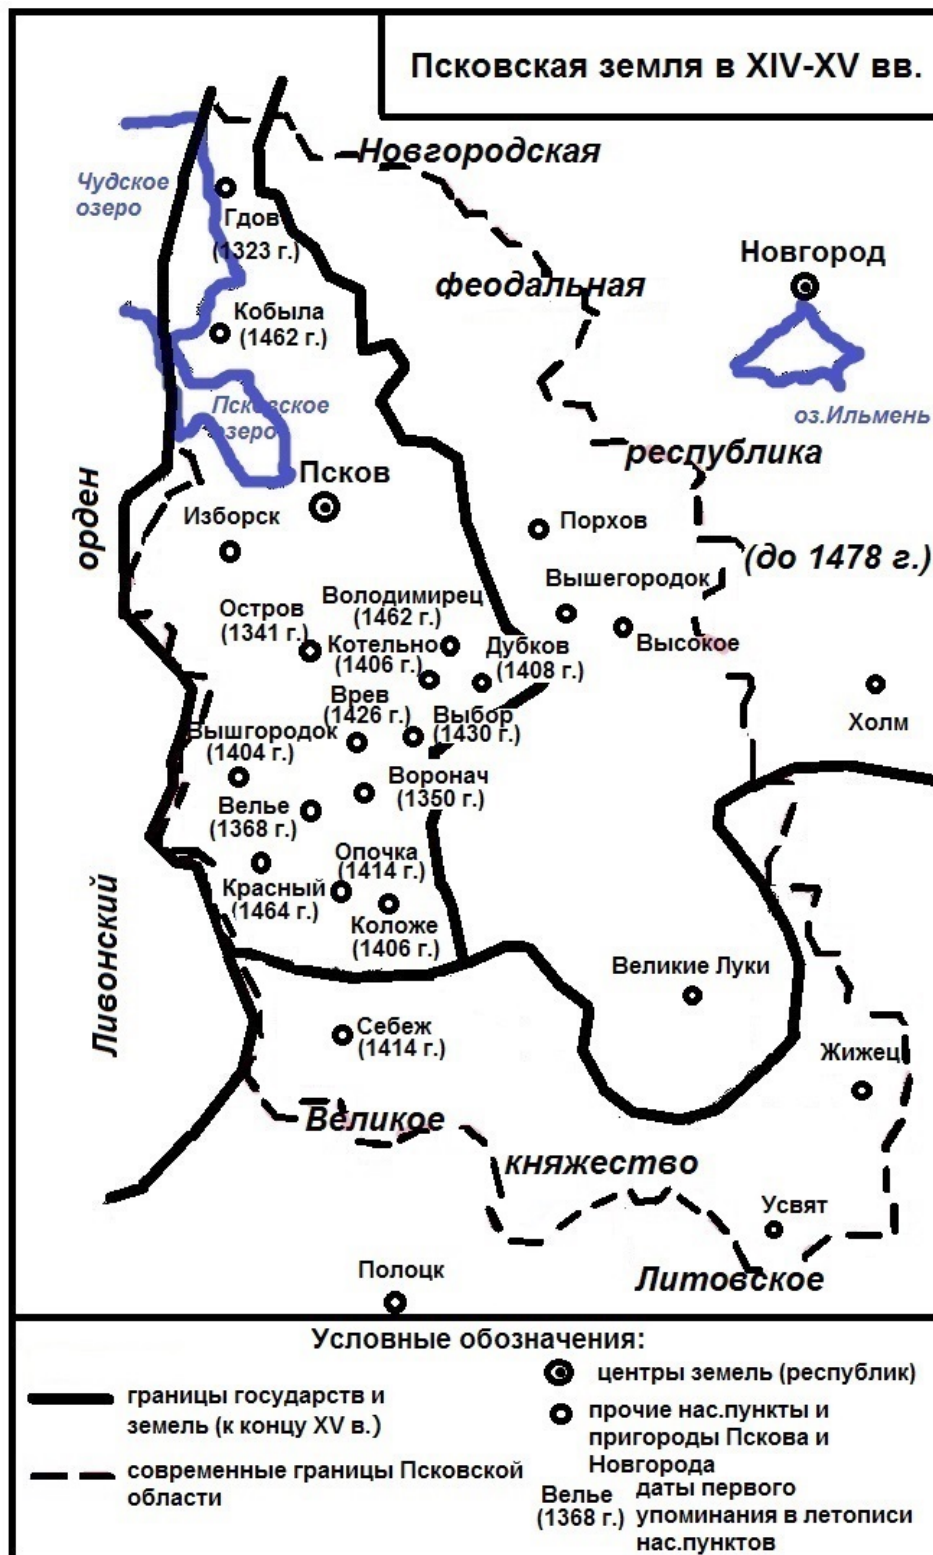 Псковская земля в XIV-XV вв.
Новгородская
Чудское
озеро
Гдов
(1323 г.)
Новгород
феодальная
Кобыла
(1462 г.)
Псковское
озеро
оз.Ильмень
республика
Псков
орден
Изборск
Порхов
(до 1478 г.)
Вышегородок
Володимирец
(1462 г.)
Остров
(1341 г.)
Котельно
(1406 г.)
Дубков
(1408 г.)
Высокое
Холм
Врев
(1426 г.)
Выбор
(1430 г.)
Вышгородок
(1404 г.)
Воронач
(1350 г.)
Велье
(1368 г.)
Опочка
(1414 г.)
Красный
(1464 г.)
Коложе
(1406 г.)
Ливонский
Великие Луки
Себеж
(1414 г.)
Жижец
Великое
княжество
Усвят
Литовское
Полоцк
Условные обозначения:
границы государств и
земель (к концу XV в.)
современные границы Псковской
области
центры земель (республик)
прочие нас.пункты и
пригороды Пскова и
Новгорода
Велье
(1368 г.)
даты первого
упоминания в летописи
нас.пунктов